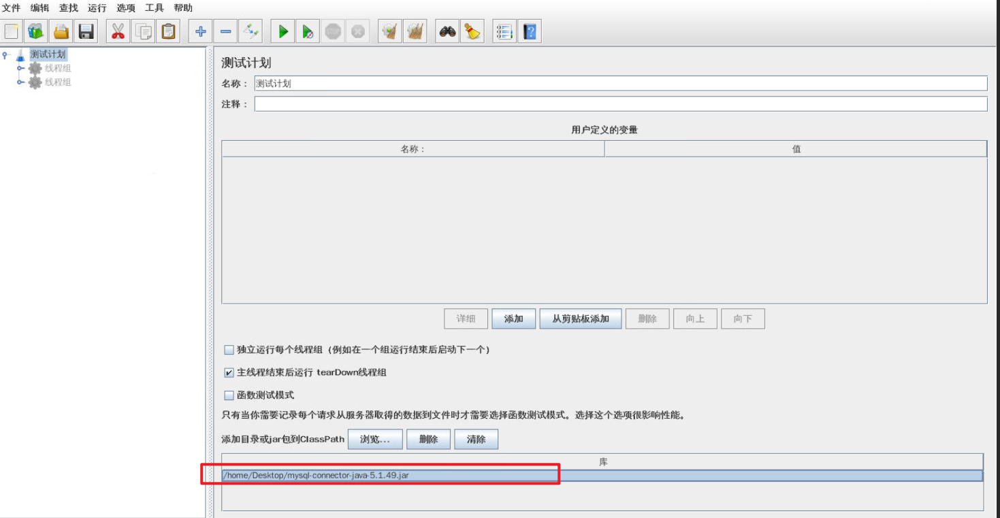 文件 编辑 查找 运行 选项 工具 帮助
测试计划
线程组
线程组
测试计划
名称： 测试计划
注释：
用户定义的变量
名称： 值
详细 添加 从剪贴板添加 删除 向上 向下
独立运行每个线程组（例如在一个组运行结束后启动下一个）
主线程结束后运行 tearDown线程组
函数测试模式
只有当你需要记录每个请求从服务器取得的数据到文件时才需要选择函数测试模式。选择这个选项很影响性能。
添加目录或jar包到ClassPath 浏览... 删除 清除
库
/home/Desktop/mysql-connector-java-5.1.49.jar